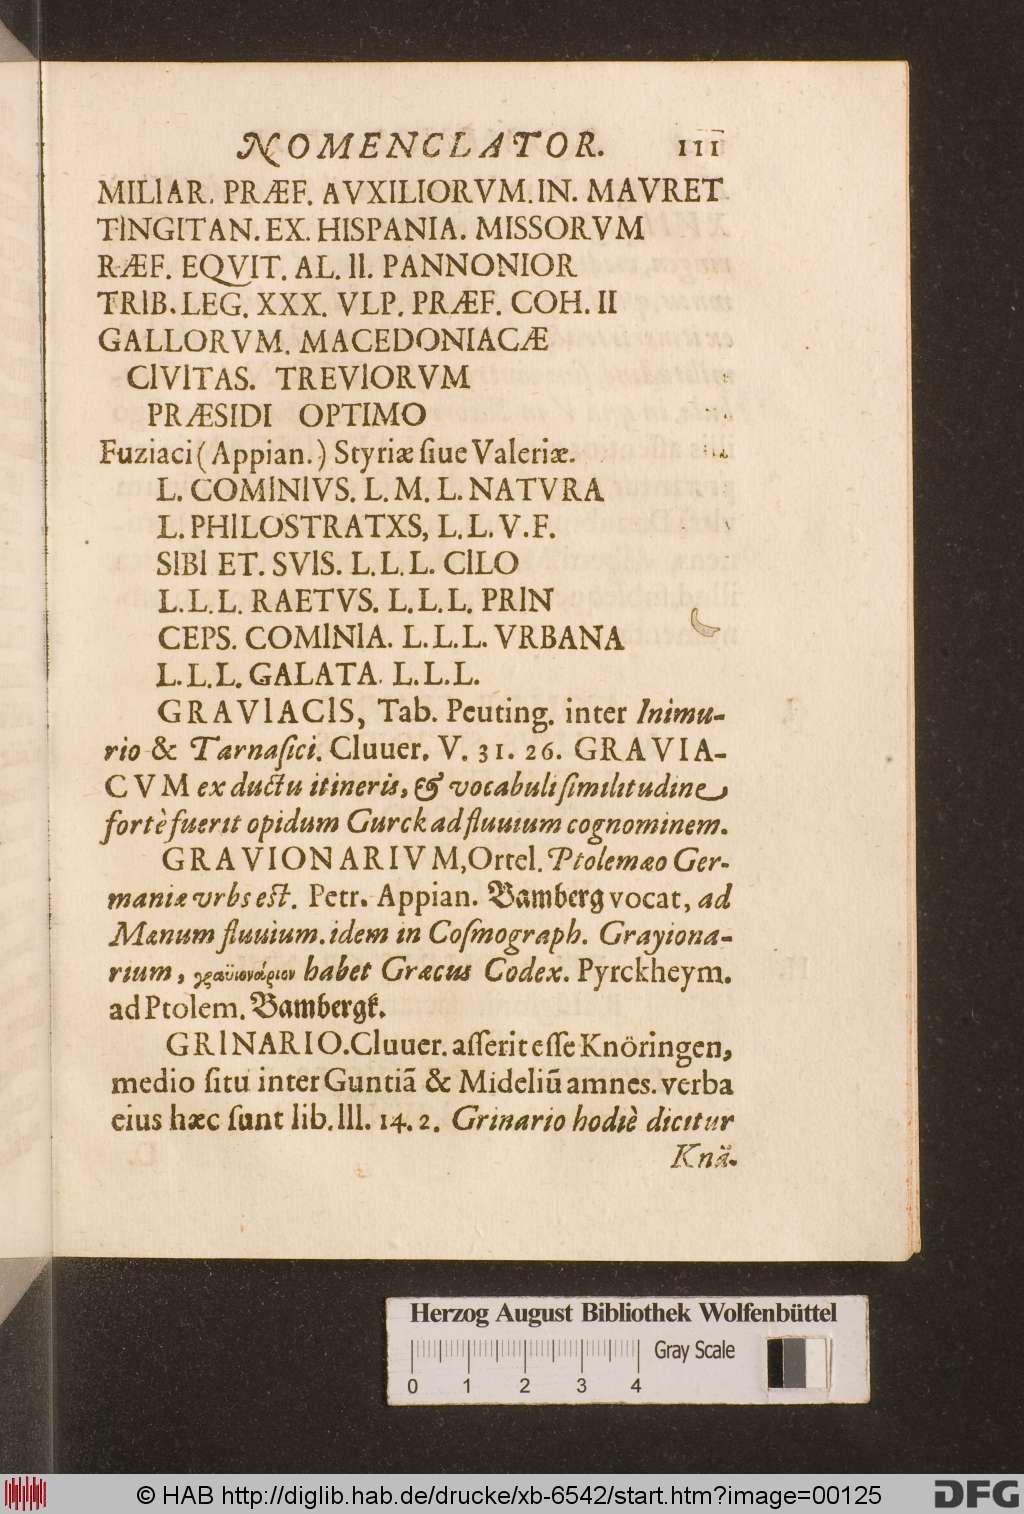 NOMENCLATOR. 111
MILIAR. PRÆF. AVXILIORVM. IN. MAVRET
TINGITAN. EX. HISPANIA. MISSORVM
RÆF. EQVIT. AL. II. PANNONIOR
TRIB. LEG. XXX. VLP. PRÆF. COH. II
GALLORVM. MACEDONIACÆ
CIVITAS. TREVIORVM
PRÆSIDI OPTIMO
Fuziaci (Appian.) Styriæ ſiue Valeriæ.
L. COMINIVS. L. M. L. NATVRA
L. PHILOSTRATXS, L. L. V. F.
SIBI ET. SVIS. L. L. L. CILO
L. L. L. RAETVS. L. L. L. PRIN
CEPS. COMINIA. L. L. L. VRBANA
L. L. L. GALATA. L. L. L.
GRAVIACIS, Tab. Peuting. inter Inimu-
rio & Tarnaſici. Cluuer. V. 31. 26. GRAVIA-
CVM ex ductu itineris, & vocabuli ſimilitudine
fortè fuerit opidum Gurck ad fluuium cognominem.
GRAVIONARIVM, Ortel. Ptolemæo Ger-
maniæ vrbs eſt. Petr. Appian. Bamberg vocat, ad
Mænum fluuium. idem in Coſmograph. Grayiona-
rium, γραϋιονάριον habet Græcus Codex. Pyrckheym.
ad Ptolem. Bambergk.
GRINARIO. Cluuer. aſſerit eſſe Knöringen,
medio ſitu inter Guntiā & Mideliū amnes. verba
eius hæc ſunt lib. III. 14. 2. Grinario hodiè dicitur
Knä-
Herzog August Bibliothek Wolfenbüttel
Gray Scale
0 1 2 3 4
© HAB http://diglib.hab.de/drucke/xb-6542/start.htm?image=00125
DFG